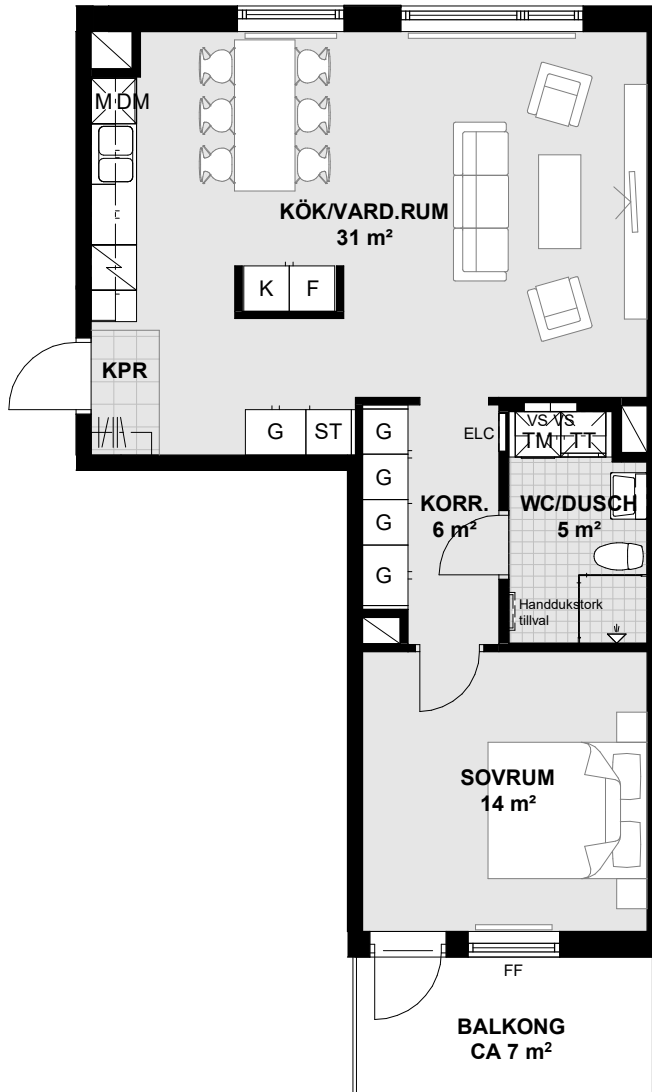 M DM
KÖK/VARD.RUM
31 m²
K F
KPR
G ST
G
ELC
VS VS
TM TT
G
KORR.
6 m²
WC/DUSCH
5 m²
G
G
Handdukstork
tillval
SOVRUM
14 m²
FF
BALKONG
CA 7 m²